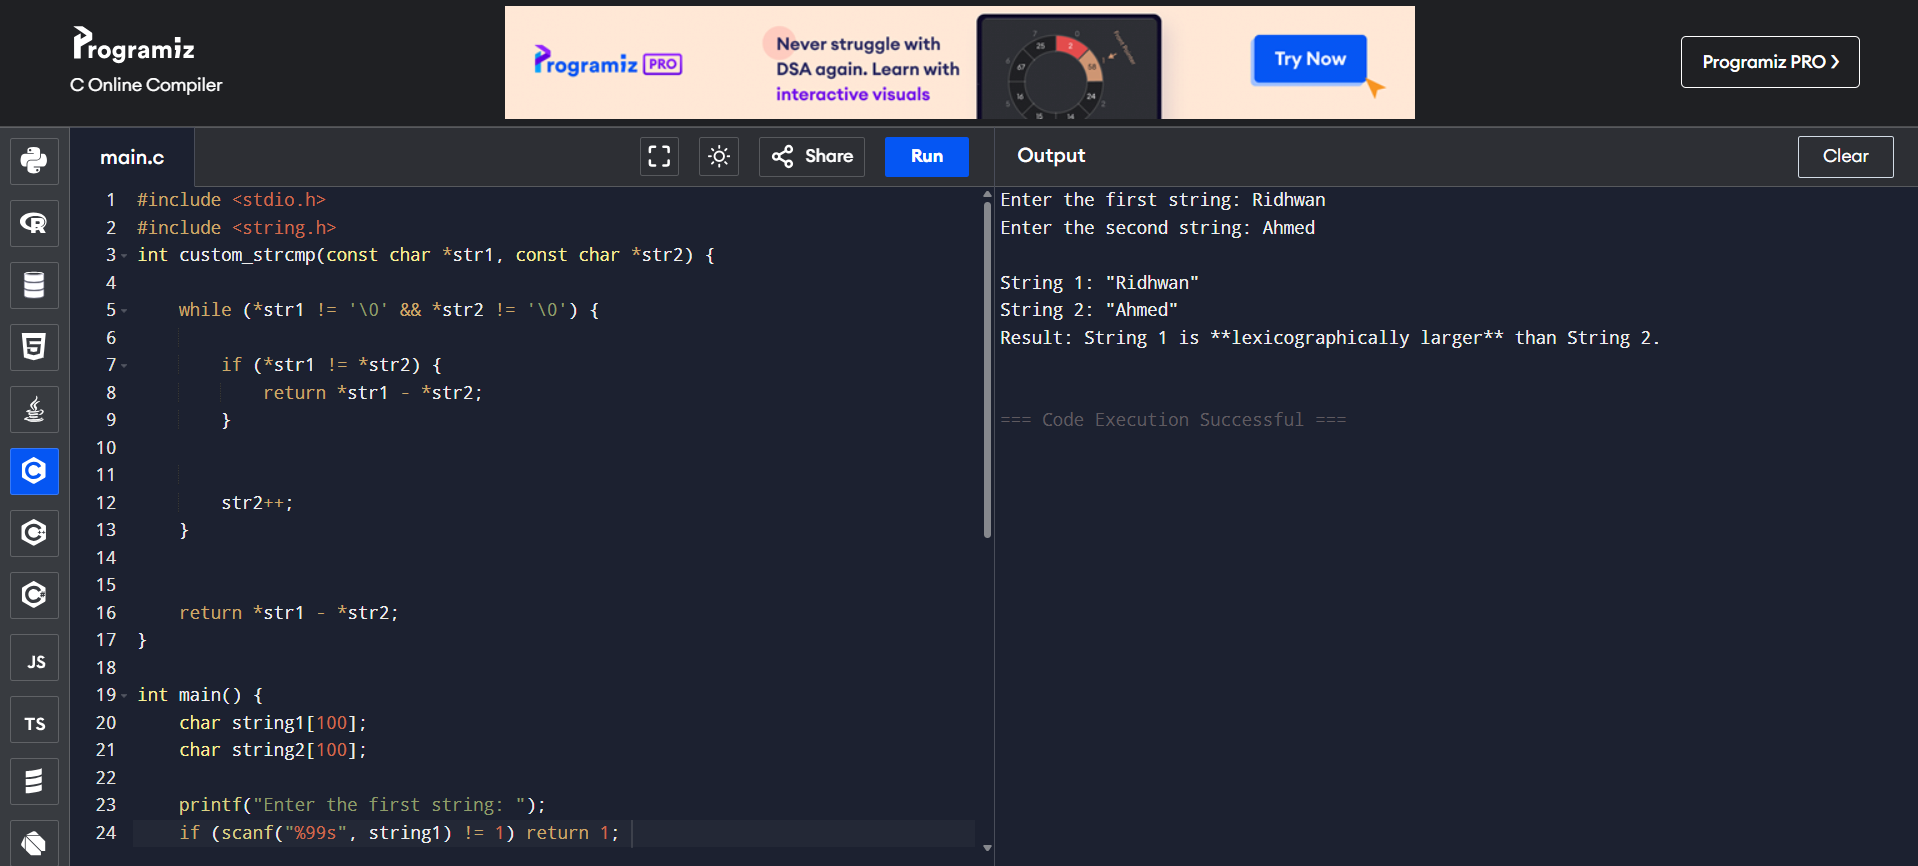 Programiz
C Online Compiler
Programiz PRO
Never struggle with
DSA again. Learn with
interactive visuals
Try Now
Programiz PRO
main.c
Share
Run
Output
Clear
1 #include <stdio.h>
2 #include <string.h>
3 int custom_strcmp(const char *str1, const char *str2) {
4
5     while (*str1 != '\0' && *str2 != '\0') {
6
7         if (*str1 != *str2) {
8             return *str1 - *str2;
9         }
10
11
12         str2++;
13     }
14
15
16     return *str1 - *str2;
17 }
18
19 int main() {
20     char string1[100];
21     char string2[100];
22
23     printf("Enter the first string: ");
24     if (scanf("%99s", string1) != 1) return 1;
Enter the first string: Ridhwan
Enter the second string: Ahmed
String 1: "Ridhwan"
String 2: "Ahmed"
Result: String 1 is **lexicographically larger** than String 2.
=== Code Execution Successful ===
JS
TS